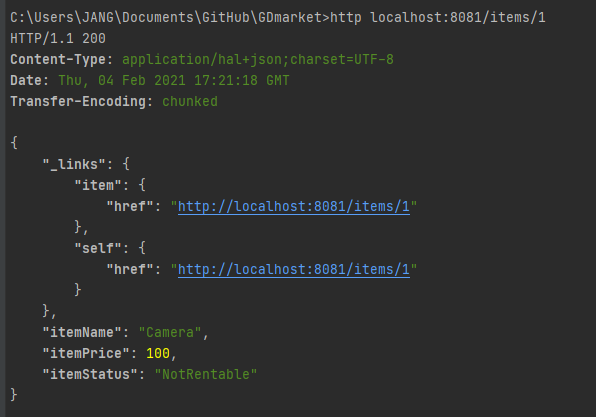 C:\Users\JANG\Documents\GitHub\GDmarket>http localhost:8081/items/1
HTTP/1.1 200
Content-Type: application/hal+json;charset=UTF-8
Date: Thu, 04 Feb 2021 17:21:18 GMT
Transfer-Encoding: chunked

{
    "_links": {
        "item": {
            "href": "http://localhost:8081/items/1"
        },
        "self": {
            "href": "http://localhost:8081/items/1"
        }
    },
    "itemName": "Camera",
    "itemPrice": 100,
    "itemStatus": "NotRentable"
}